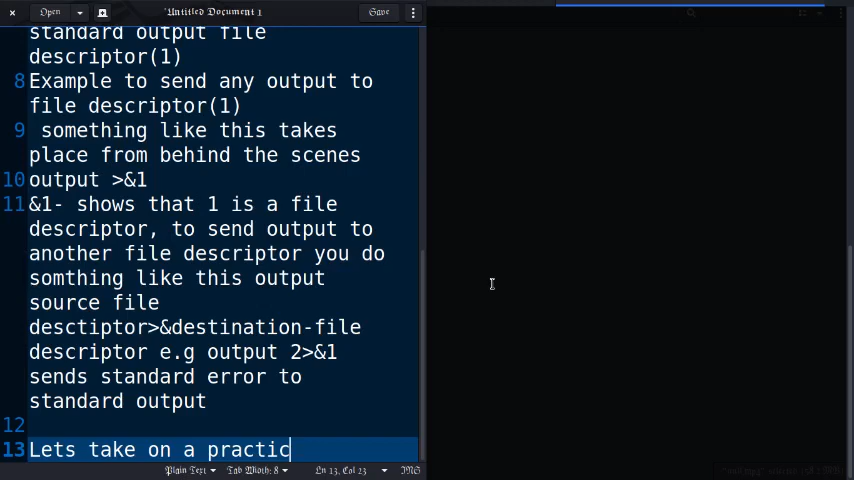 Open
Untitled Document 1
Save
standard output file
descriptor(1)
8 Example to send any output to
file descriptor(1)
9  something like this takes
place from behind the scenes
10 output >&1
11 &1- shows that 1 is a file
descriptor, to send output to
another file descriptor you do
somthing like this output
source file
desctiptor>&destination-file
descriptor e.g output 2>&1
sends standard error to
standard output
12
13 Lets take on a practic
Plain Text Tab Width: 8 Ln 13, Col 23 INS